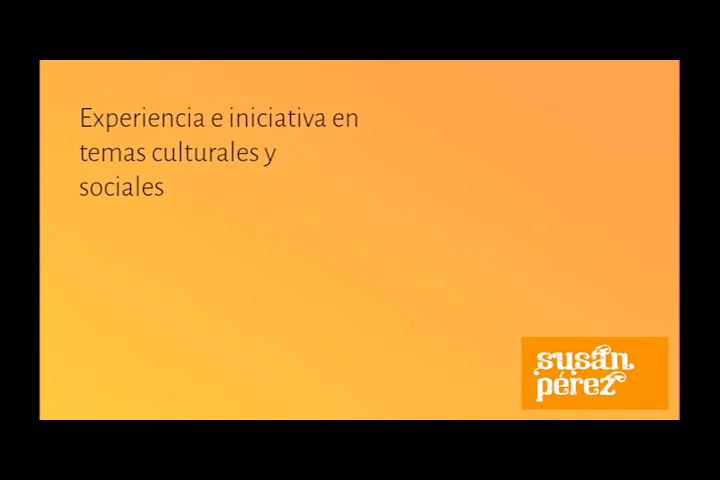 Experiencia e iniciativa en
temas culturales y
sociales
susan
pérez